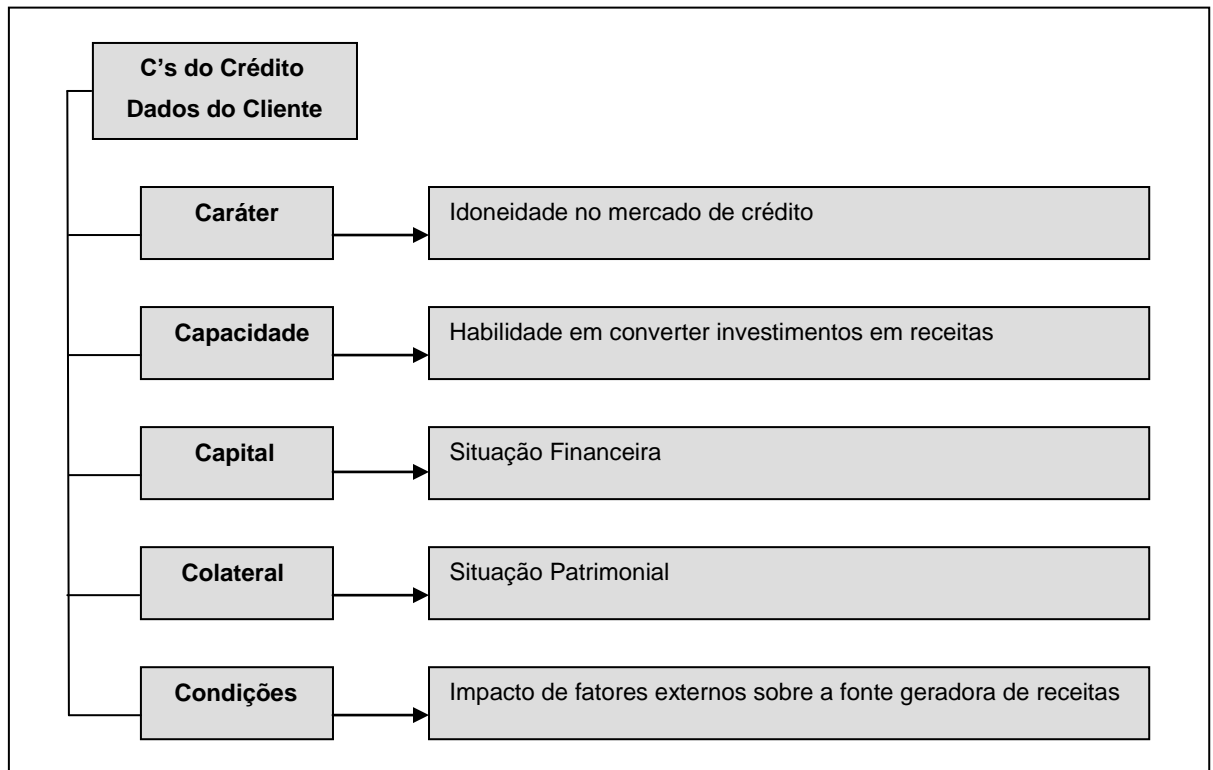 C's do Crédito
Dados do Cliente
Caráter
Idoneidade no mercado de crédito
Capacidade
Habilidade em converter investimentos em receitas
Capital
Situação Financeira
Colateral
Situação Patrimonial
Condições
Impacto de fatores externos sobre a fonte geradora de receitas